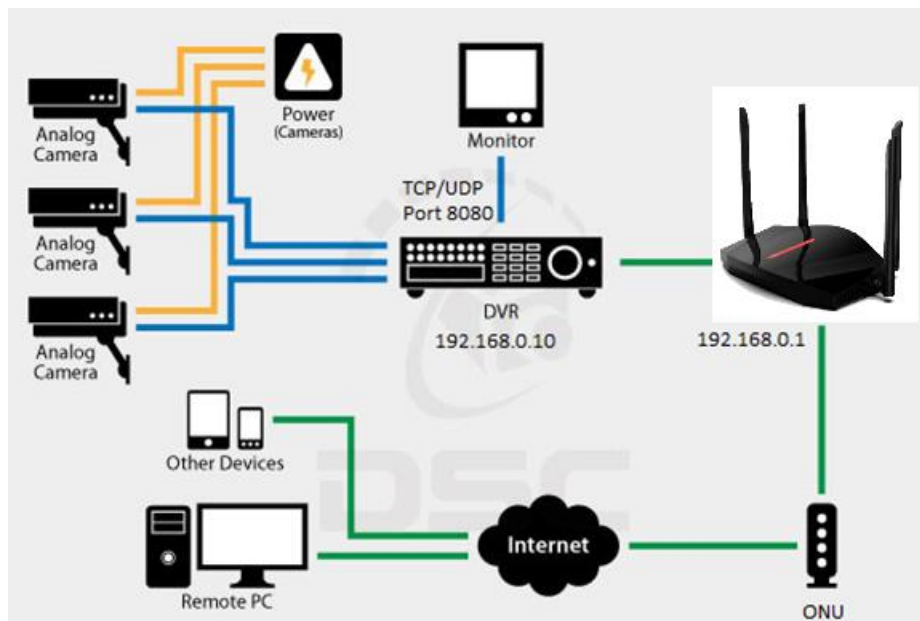 Power
(Cameras)
Analog
Camera
Monitor
TCP/UDP
Port 8080
Analog
Camera
DVR
192.168.0.10
192.168.0.1
Analog
Camera
Other Devices
DSC
Internet
Remote PC
ONU